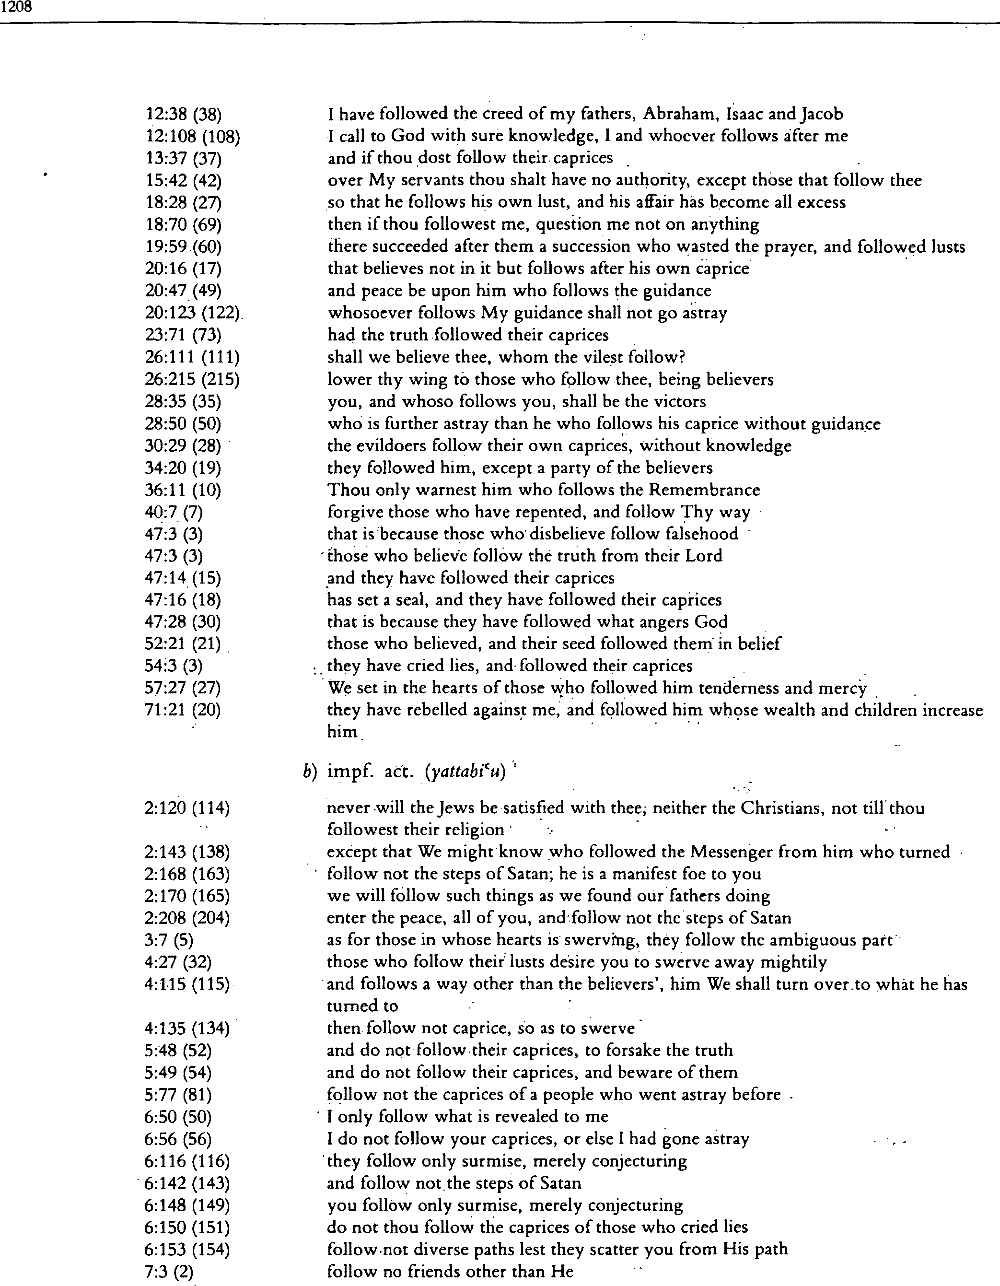 1208
12:38 (38) I have followed the creed of my fathers, Abraham, Isaac and Jacob
12:108 (108) I call to God with sure knowledge, I and whoever follows after me
13:37 (37) and if thou dost follow their caprices
15:42 (42) over My servants thou shalt have no authority, except those that follow thee
18:28 (27) so that he follows his own lust, and his affair has become all excess
18:70 (69) then if thou followest me, question me not on anything
19:59 (60) there succeeded after them a succession who wasted the prayer, and followed lusts
20:16 (17) that believes not in it but follows after his own caprice
20:47 (49) and peace be upon him who follows the guidance
20:123 (122) whosoever follows My guidance shall not go astray
23:71 (73) had the truth followed their caprices
26:111 (111) shall we believe thee, whom the vilest follow?
26:215 (215) lower thy wing to those who follow thee, being believers
28:35 (35) you, and whoso follows you, shall be the victors
28:50 (50) who is further astray than he who follows his caprice without guidance
30:29 (28) the evildoers follow their own caprices, without knowledge
34:20 (19) they followed him, except a party of the believers
36:11 (10) Thou only warnest him who follows the Remembrance
40:7 (7) forgive those who have repented, and follow Thy way
47:3 (3) that is because those who disbelieve follow falsehood
47:3 (3) those who believe follow the truth from their Lord
47:14 (15) and they have followed their caprices
47:16 (18) has set a seal, and they have followed their caprices
47:28 (30) that is because they have followed what angers God
52:21 (21) those who believed, and their seed followed them in belief
54:3 (3) they have cried lies, and followed their caprices
57:27 (27) We set in the hearts of those who followed him tenderness and mercy
71:21 (20) they have rebelled against me, and followed him whose wealth and children increase
him
b) impf. act. (yattabiʿu)
2:120 (114) never will the Jews be satisfied with thee, neither the Christians, not till thou
followest their religion
2:143 (138) except that We might know who followed the Messenger from him who turned
2:168 (163) follow not the steps of Satan; he is a manifest foe to you
2:170 (165) we will follow such things as we found our fathers doing
2:208 (204) enter the peace, all of you, and follow not the steps of Satan
3:7 (5) as for those in whose hearts is swerving, they follow the ambiguous part
4:27 (32) those who follow their lusts desire you to swerve away mightily
4:115 (115) and follows a way other than the believers', him We shall turn over to what he has
turned to
4:135 (134) then follow not caprice, so as to swerve
5:48 (52) and do not follow their caprices, to forsake the truth
5:49 (54) and do not follow their caprices, and beware of them
5:77 (81) follow not the caprices of a people who went astray before
6:50 (50) I only follow what is revealed to me
6:56 (56) I do not follow your caprices, or else I had gone astray
6:116 (116) they follow only surmise, merely conjecturing
6:142 (143) and follow not the steps of Satan
6:148 (149) you follow only surmise, merely conjecturing
6:150 (151) do not thou follow the caprices of those who cried lies
6:153 (154) follow not diverse paths lest they scatter you from His path
7:3 (2) follow no friends other than He